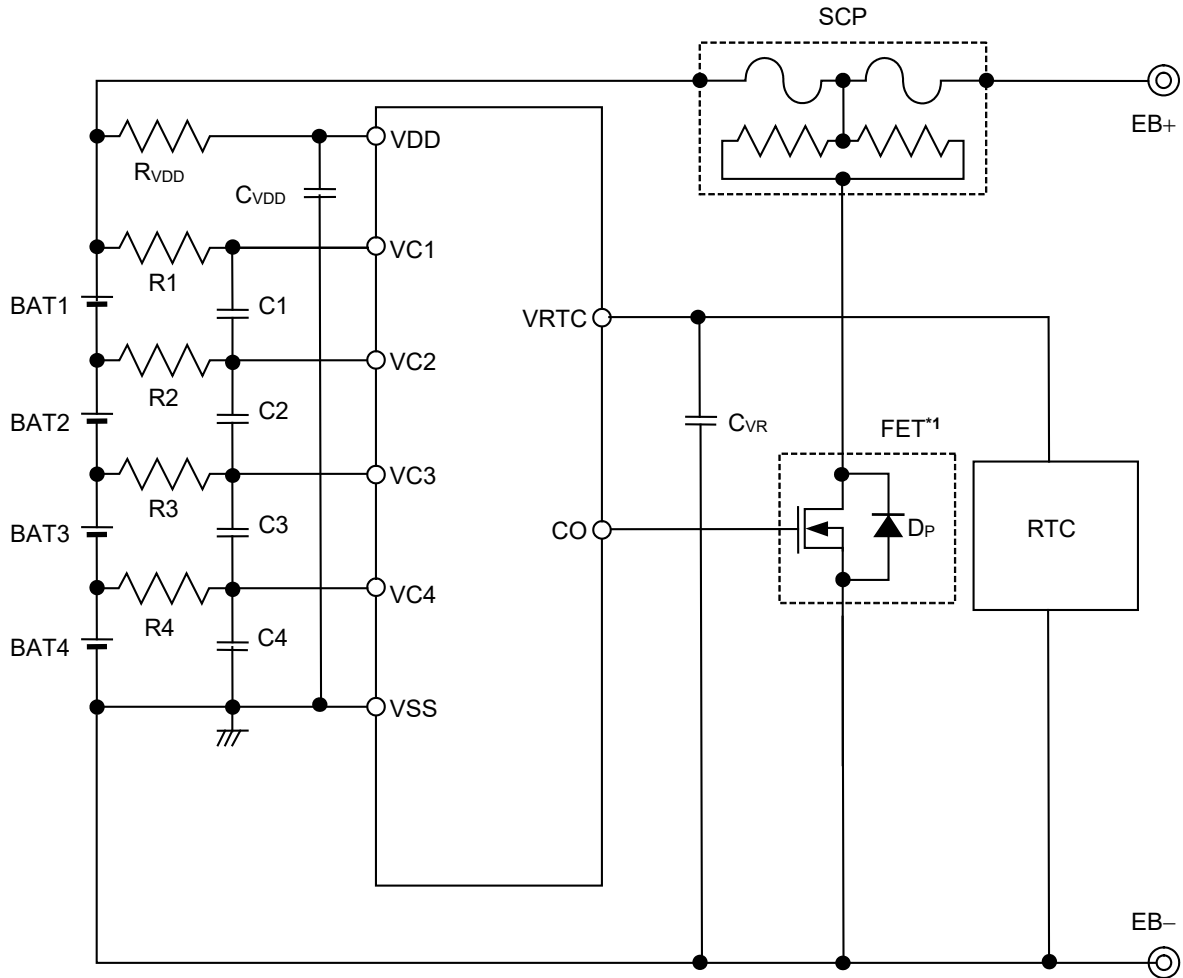 SCP
EB+
VDD
RVDD
CVDD
VC1
R1
BAT1
C1
VRTC
VC2
R2
BAT2
C2
CVR
FET*1
VC3
R3
BAT3
C3
CO
DP
RTC
VC4
R4
BAT4
C4
VSS
EB−